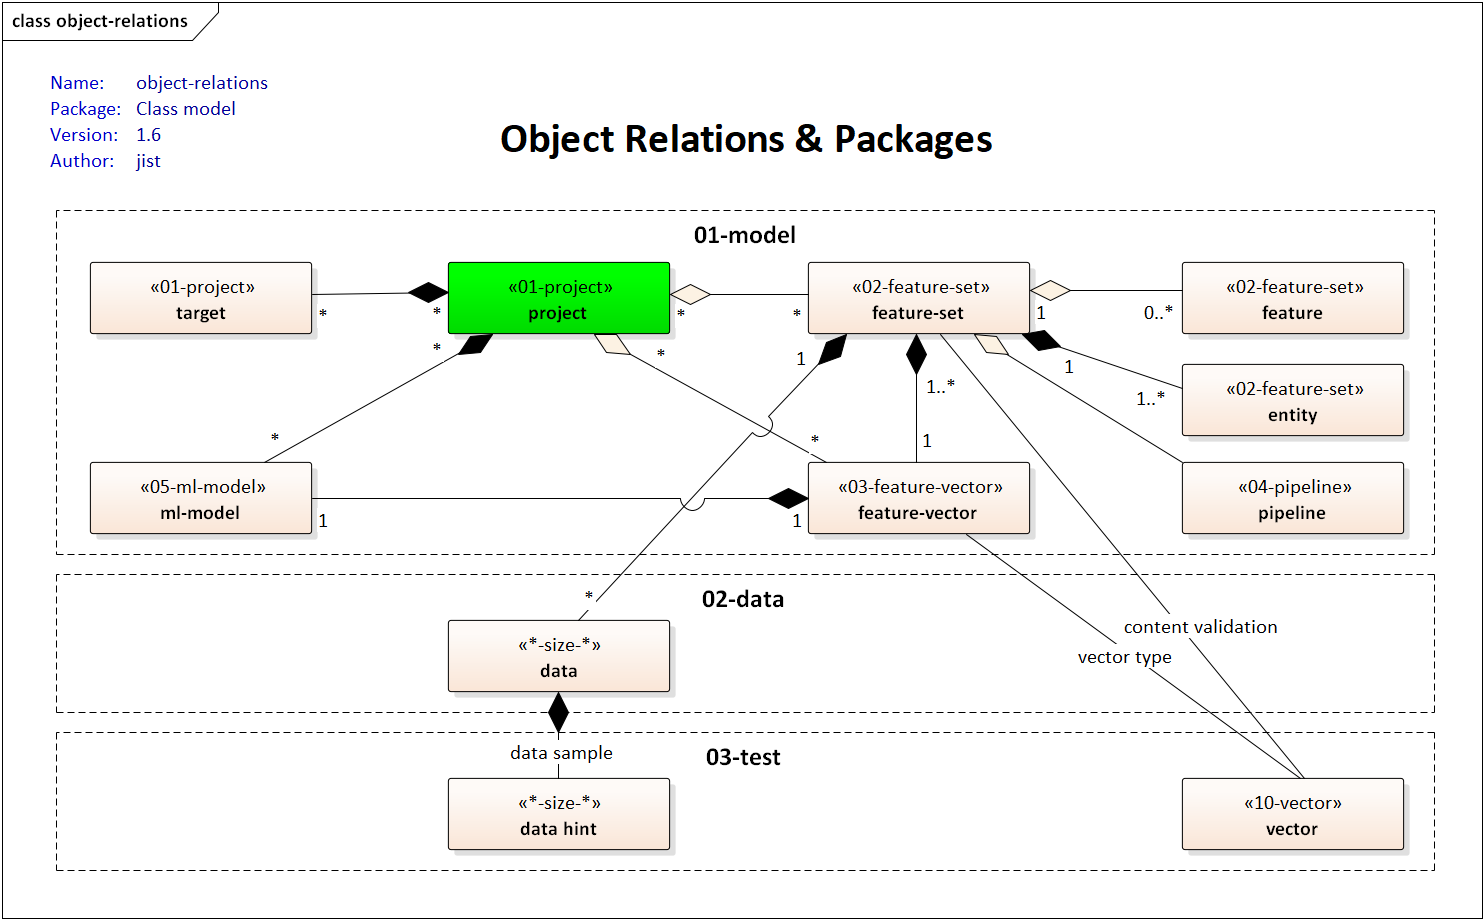 class object-relations
Name: object-relations
Package: Class model
Version: 1.6
Author: jist
Object Relations & Packages
01-model
«01-project»
target
«01-project»
project
«02-feature-set»
feature-set
«02-feature-set»
feature
* * * * 1 0..*
* * 1 1..* 1
«02-feature-set»
entity
1..*
* * 1
«05-ml-model»
ml-model
«03-feature-vector»
feature-vector
«04-pipeline»
pipeline
1 1
02-data
*
«*-size-*»
data
content validation
vector type
03-test
data sample
«*-size-*»
data hint
«10-vector»
vector